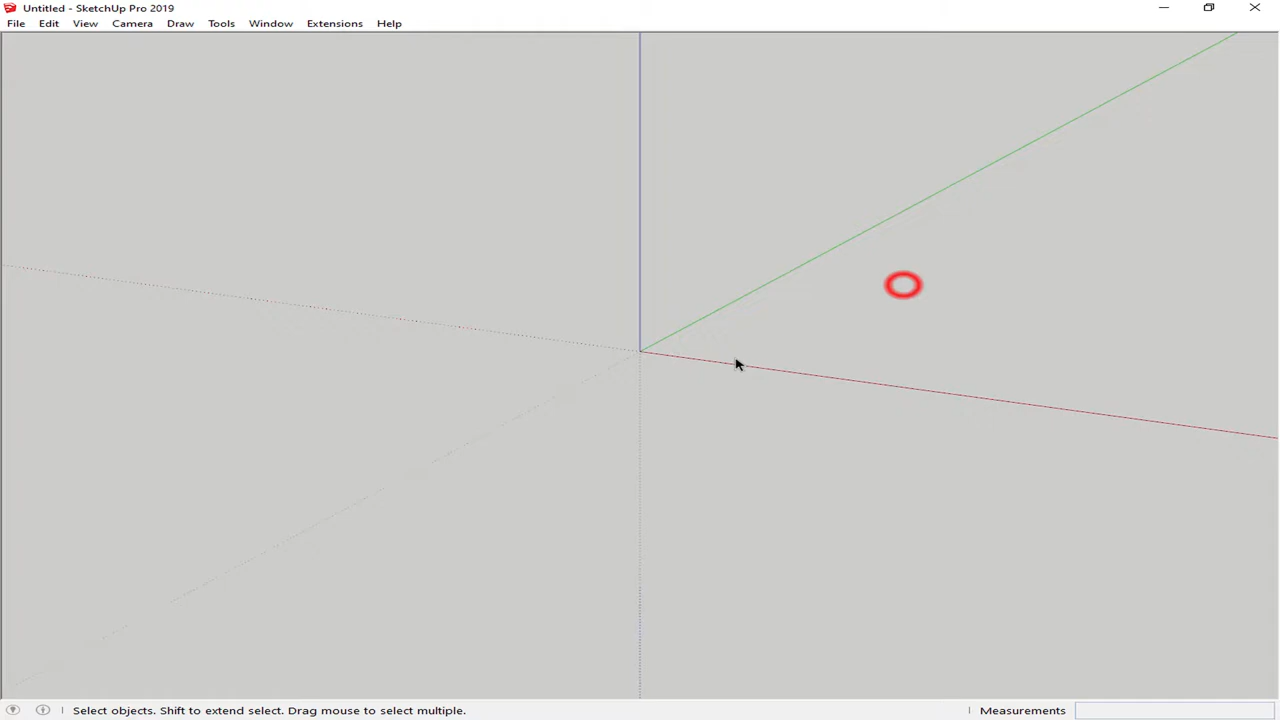 Untitled - SketchUp Pro 2019
File Edit View Camera Draw Tools Window Extensions Help
Select objects. Shift to extend select. Drag mouse to select multiple. Measurements